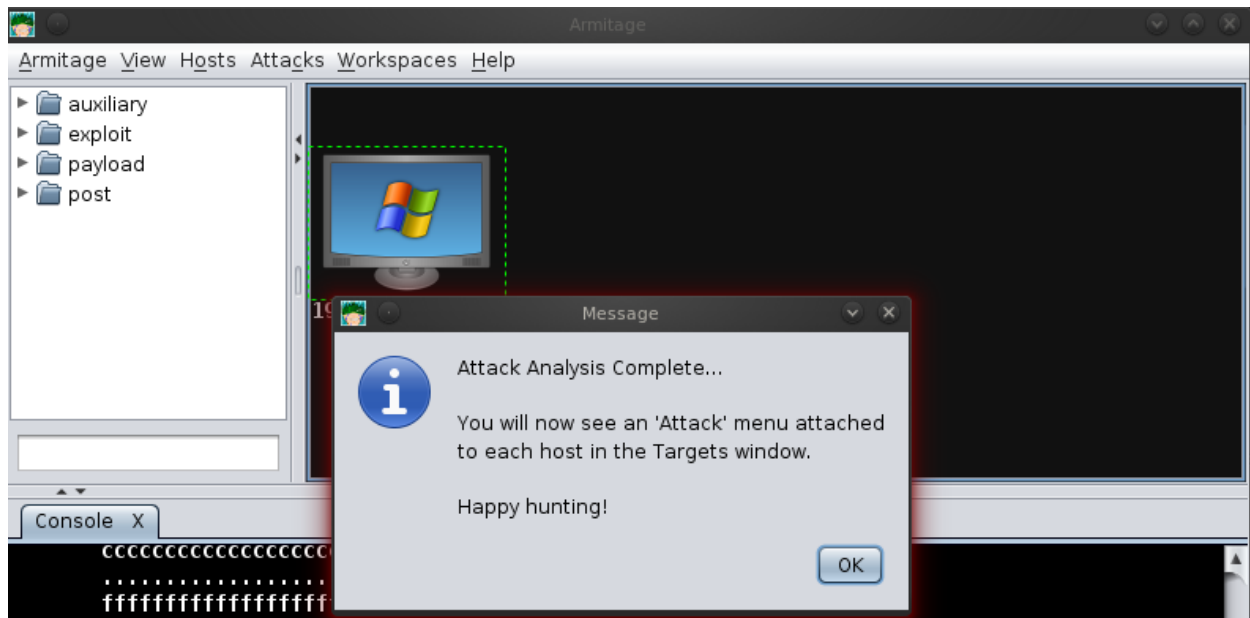 Armitage
Armitage View Hosts Attacks Workspaces Help
auxiliary
exploit
payload
post
19
Message
Attack Analysis Complete...
You will now see an 'Attack' menu attached
to each host in the Targets window.
Happy hunting!
OK
Console X